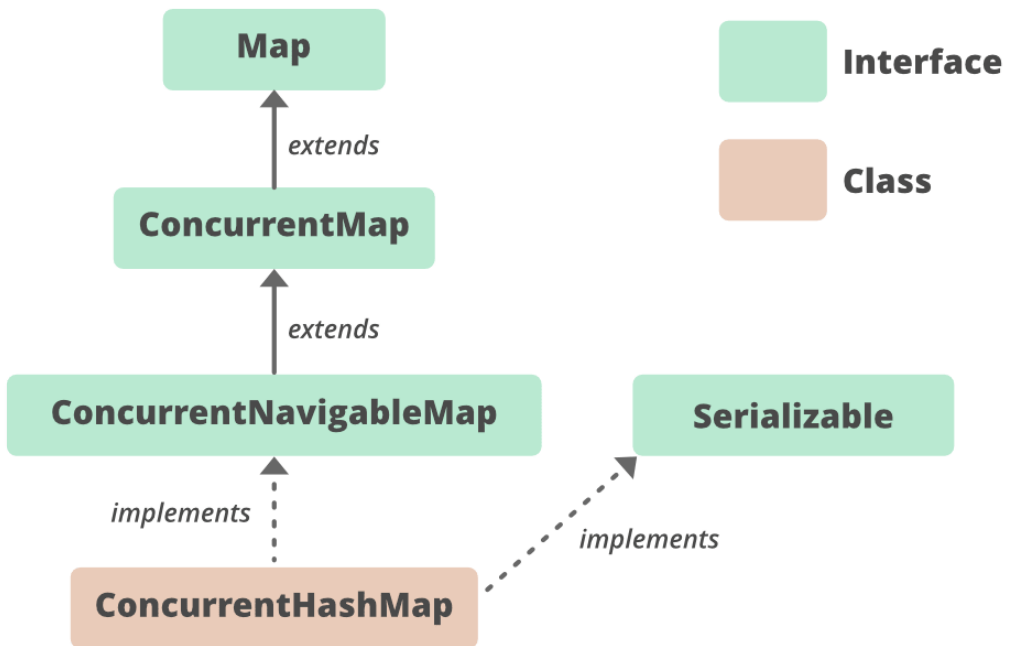 Map
Interface
extends
Class
ConcurrentMap
extends
ConcurrentNavigableMap
Serializable
implements
implements
ConcurrentHashMap